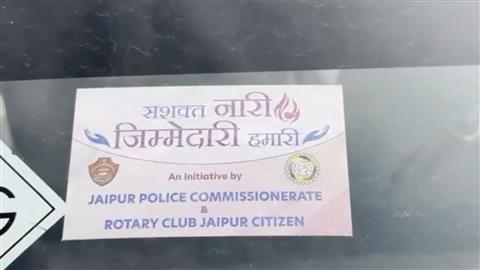 सशक्त नारी
जिम्मेदारी हमारी
An Initiative by
JAIPUR POLICE COMMISSIONERATE
&
ROTARY CLUB JAIPUR CITIZEN